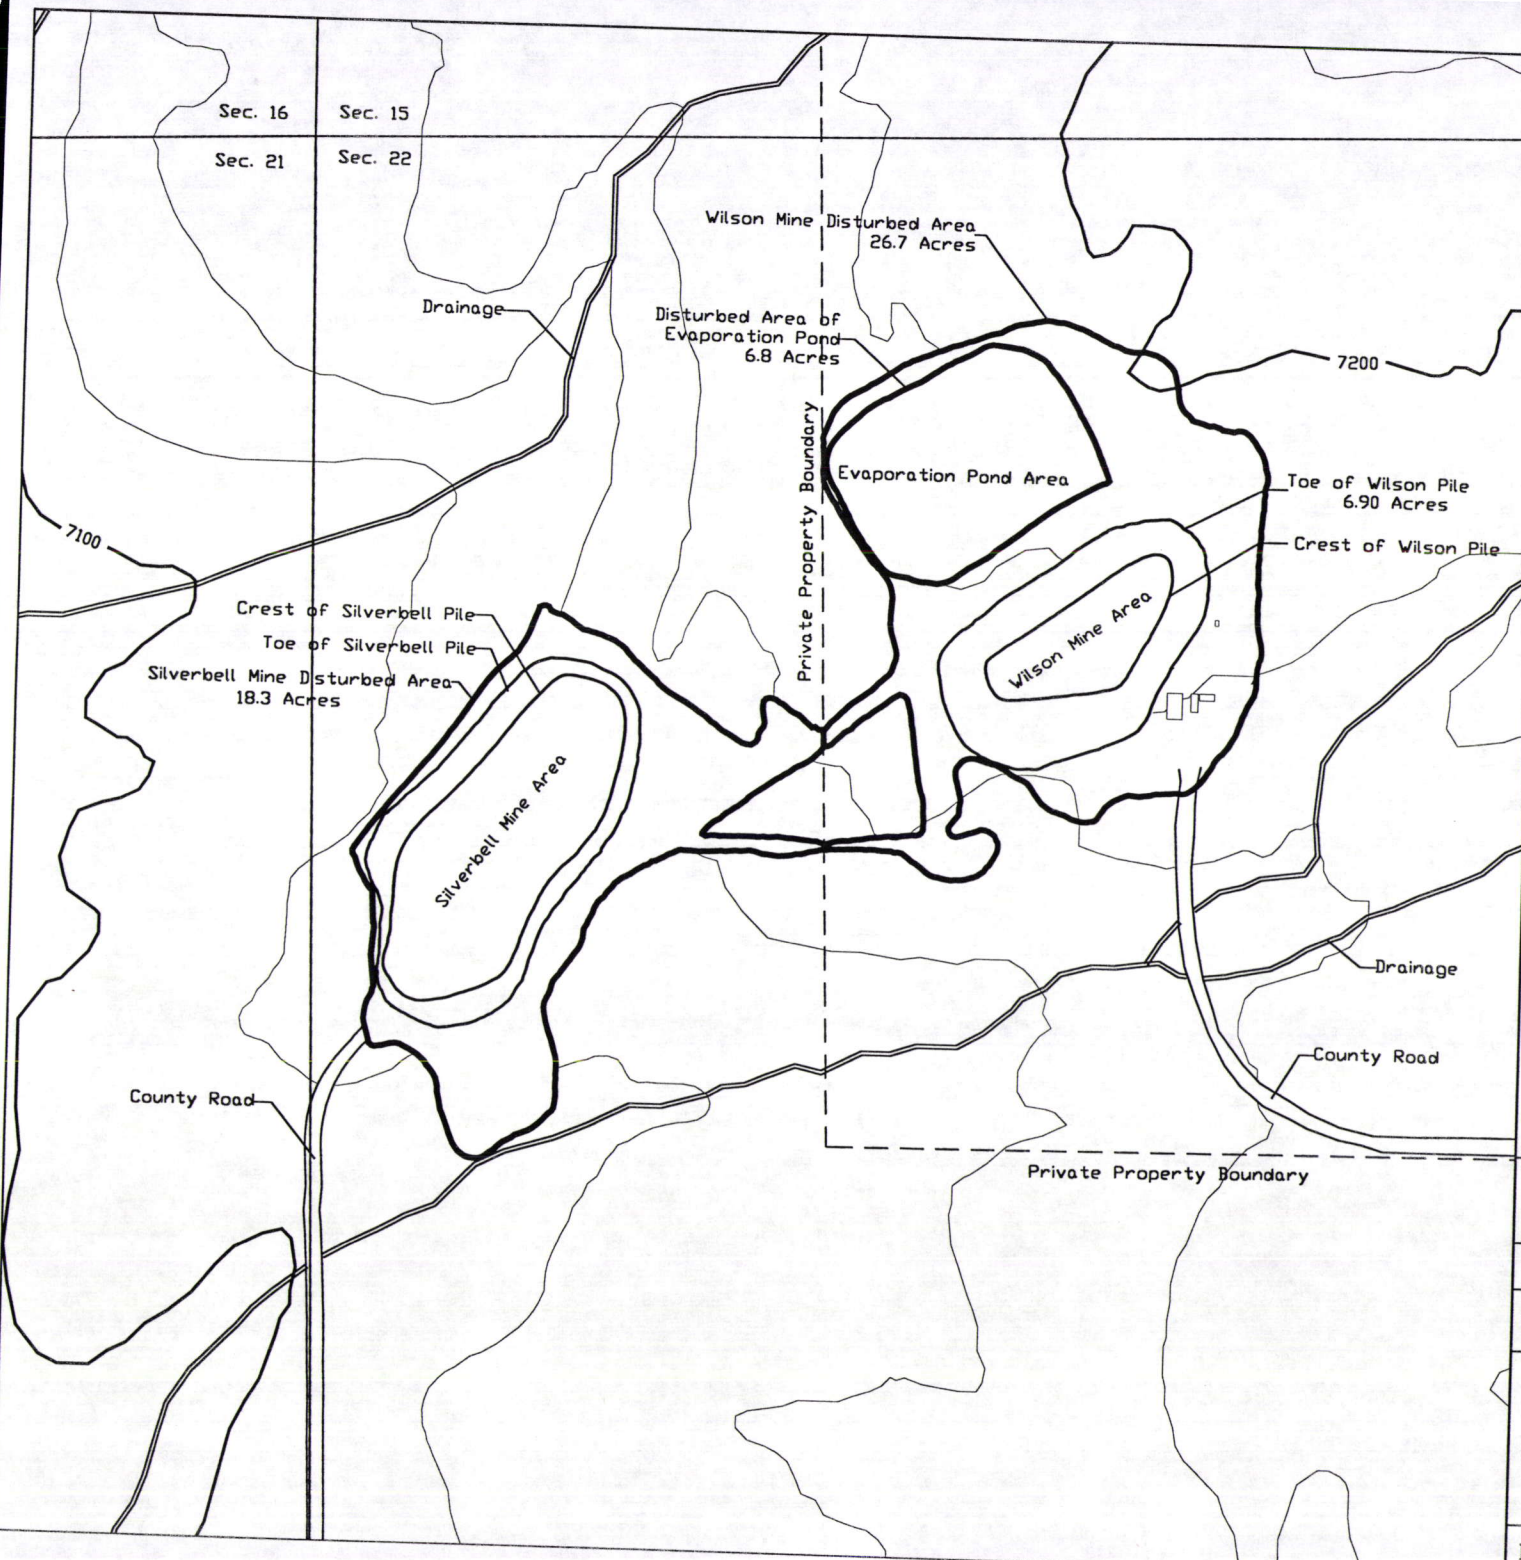 Sec. 16
Sec. 15
Sec. 21
Sec. 22
Wilson Mine Disturbed Area
26.7 Acres
Drainage
Disturbed Area of
Evaporation Pond
6.8 Acres
7200
Private Property Boundary
Evaporation Pond Area
Toe of Wilson Pile
6.90 Acres
7100
Crest of Wilson Pile
Crest of Silverbell Pile
Toe of Silverbell Pile
Silverbell Mine Disturbed Area
18.3 Acres
Wilson Mine Area
Silverbell Mine Area
Drainage
County Road
County Road
Private Property Boundary